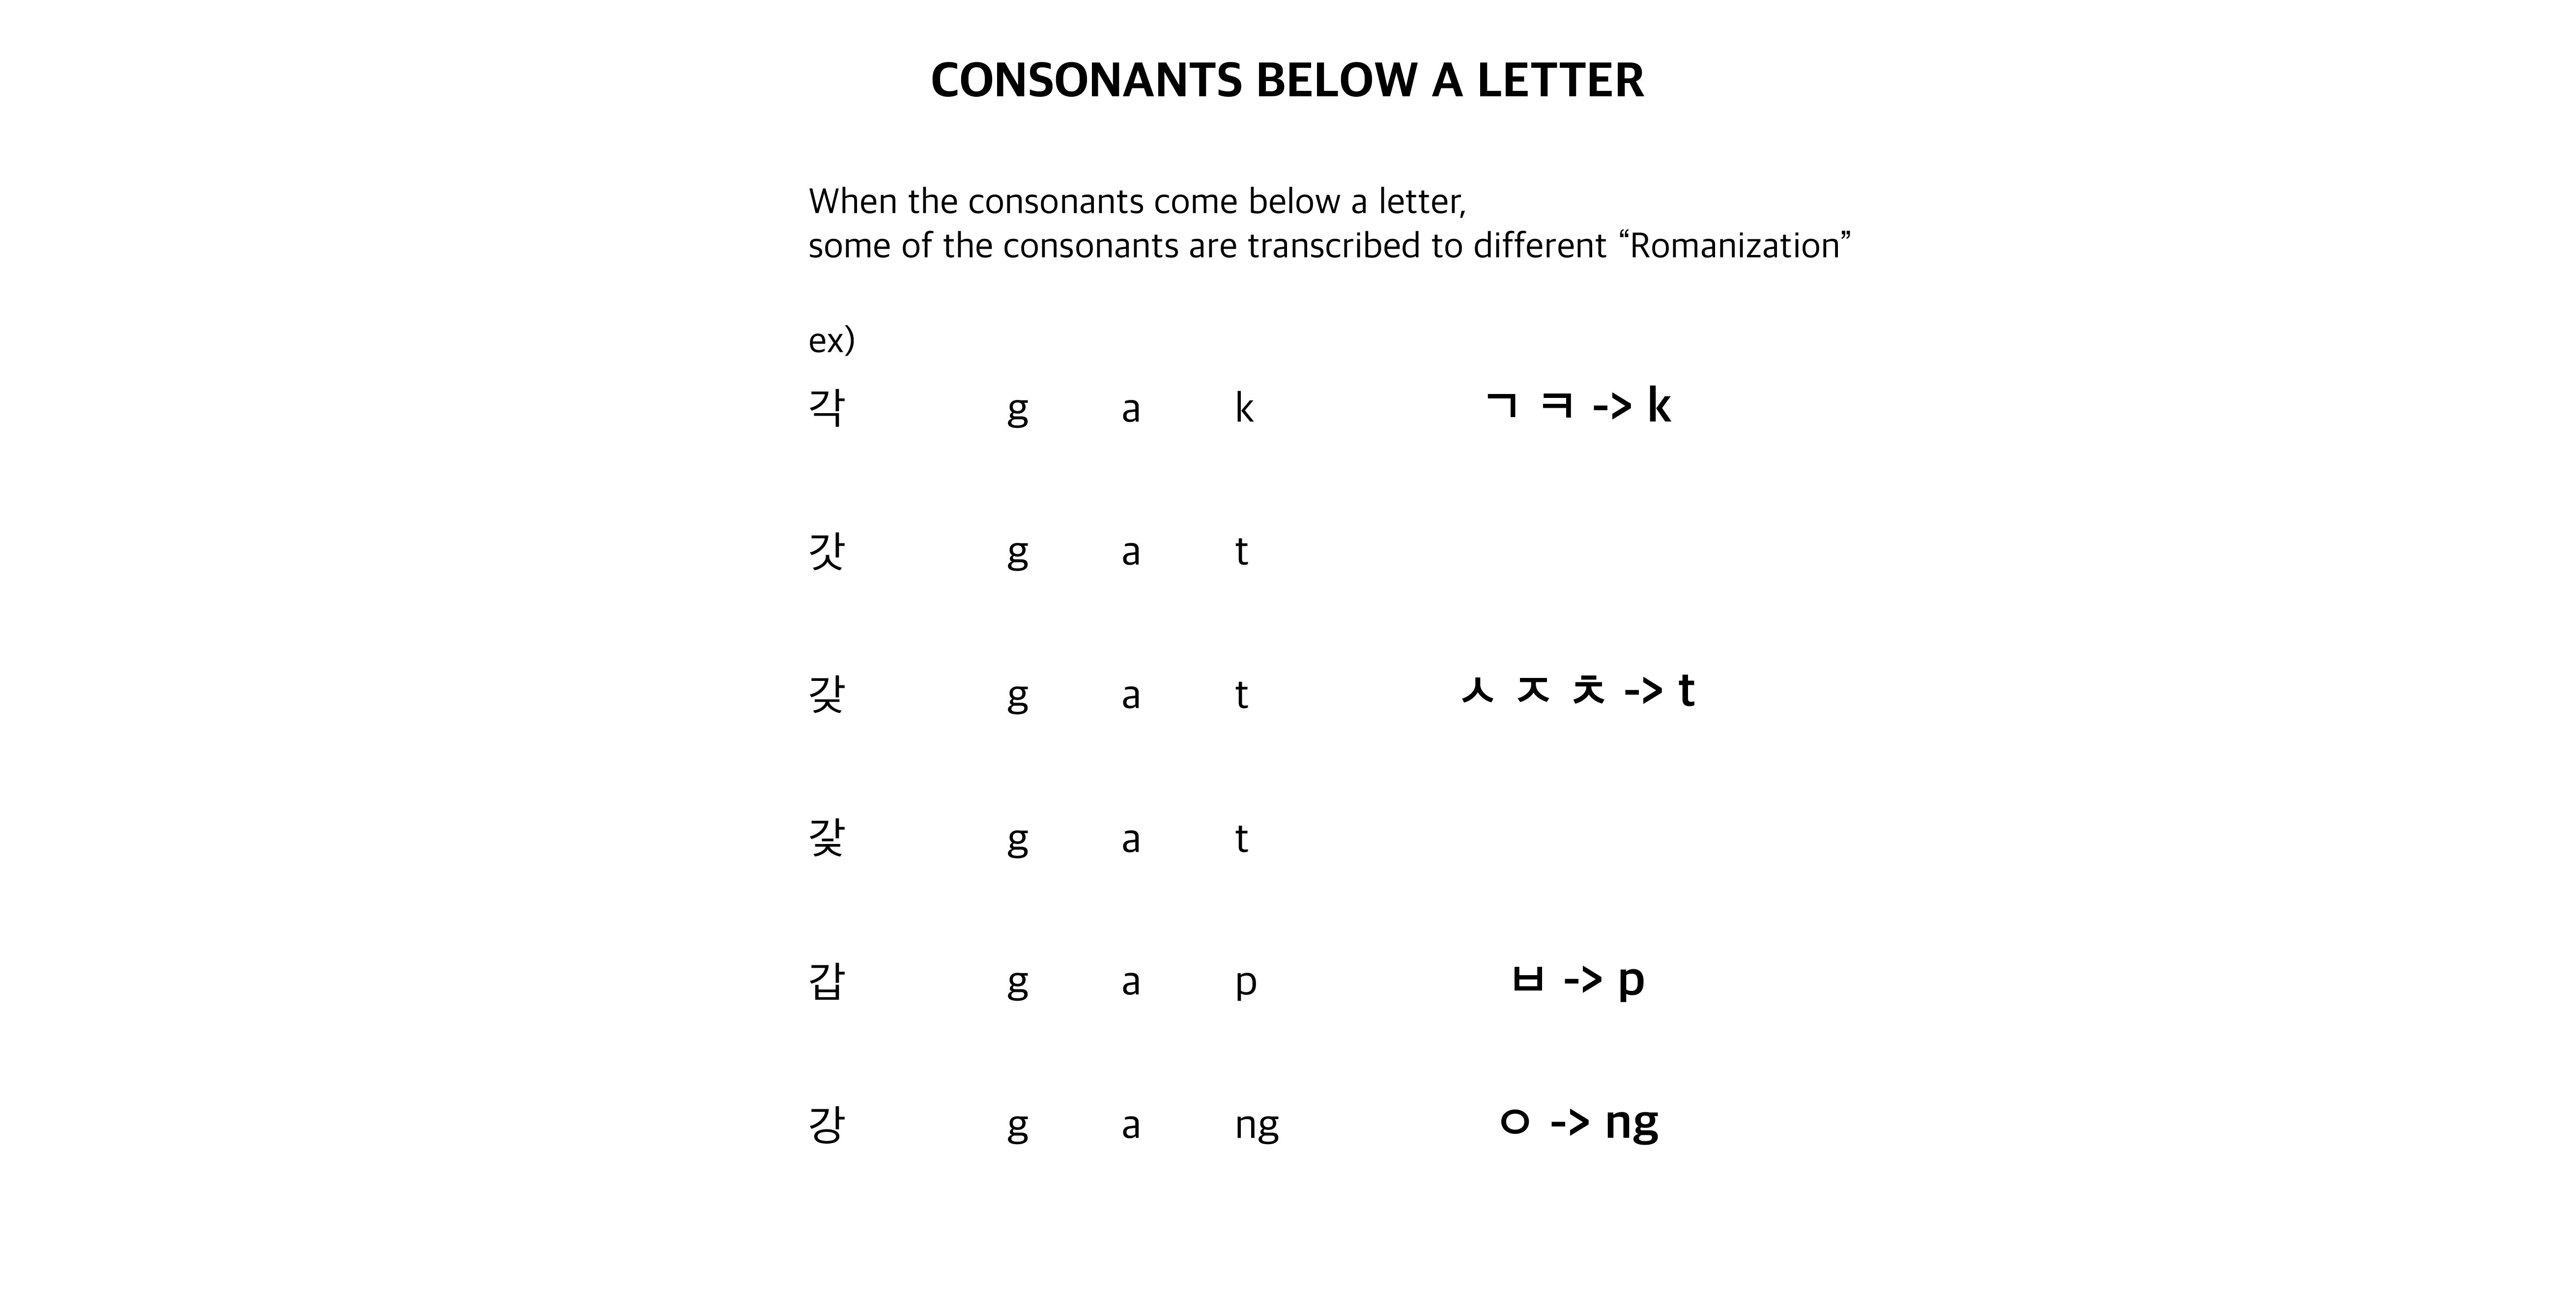 CONSONANTS BELOW A LETTER
When the consonants come below a letter,
some of the consonants are transcribed to different “Romanization”
ex)
각 g a k ㄱ ㅋ -> k
갓 g a t
갖 g a t ㅅ ㅈ ㅊ -> t
갗 g a t
갑 g a p ㅂ -> p
강 g a ng ㅇ -> ng